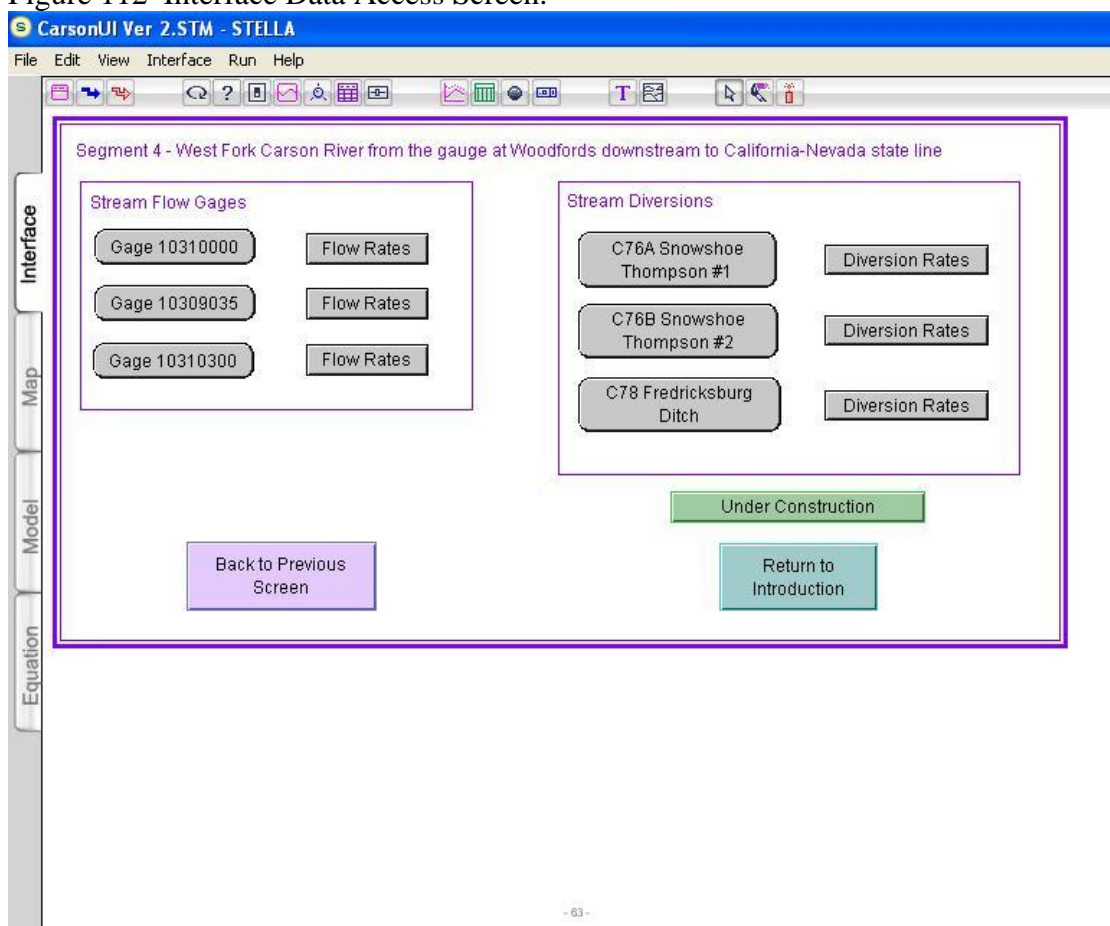 Figure 112 Interface Data Access Screen.
S CarsonUI Ver 2.STM - STELLA
File Edit View Interface Run Help
? T
Interface
Map
Model
Equation
Segment 4 - West Fork Carson River from the gauge at Woodfords downstream to California-Nevada state line
Stream Flow Gages
Gage 10310000 Flow Rates
Gage 10309035 Flow Rates
Gage 10310300 Flow Rates
Stream Diversions
C76A Snowshoe
Thompson #1
Diversion Rates
C76B Snowshoe
Thompson #2
Diversion Rates
C78 Fredricksburg
Ditch
Diversion Rates
Under Construction
Back to Previous
Screen
Return to
Introduction
- 63 -